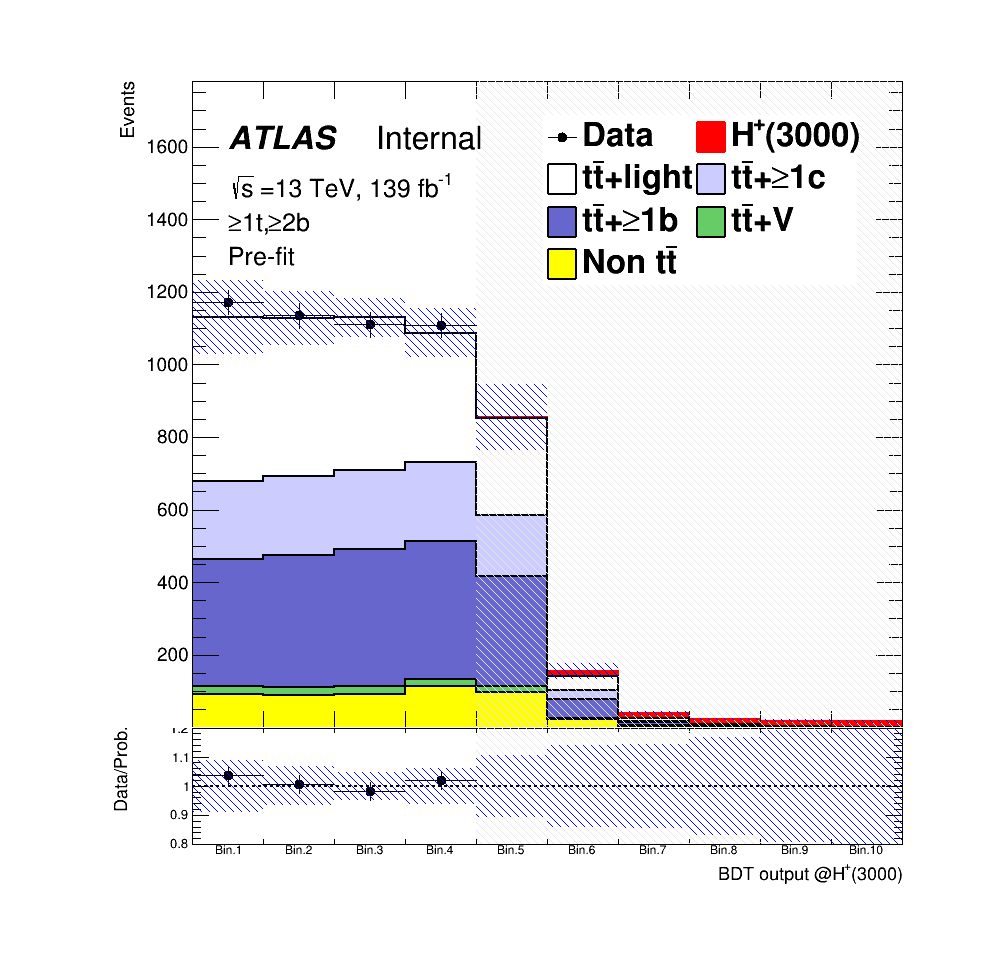 Events
ATLAS Internal
√s =13 TeV, 139 fb⁻¹
≥1t,≥2b
Pre-fit
Data
H⁺(3000)
tt̄+light
tt̄+≥1c
tt̄+≥1b
tt̄+V
Non tt̄
1600
1400
1200
1000
800
600
400
200
Data/Prob.
1.2
1.1
1
0.9
0.8
Bin.1 Bin.2 Bin.3 Bin.4 Bin.5 Bin.6 Bin.7 Bin.8 Bin.9 Bin.10
BDT output @H⁺(3000)